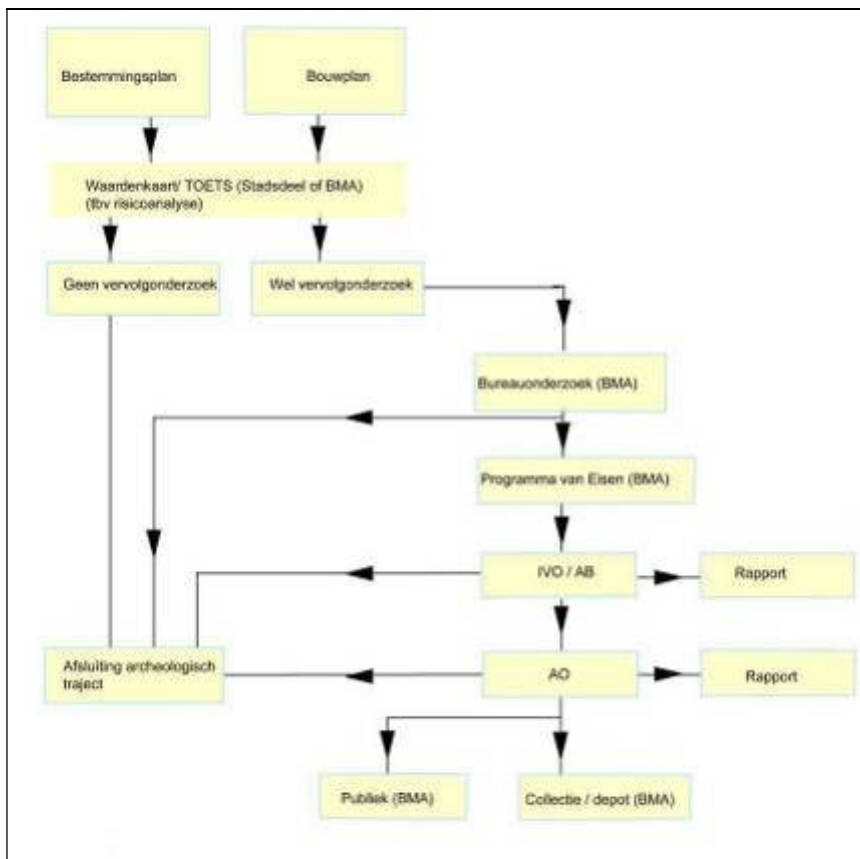 Bestemmingsplan
Bouwplan
Waardenkaart/ TOETS (Stadsdeel of BMA)
(tbv risicoanalyse)
Geen vervolgonderzoek
Wel vervolgonderzoek
Bureauonderzoek (BMA)
Programma van Eisen (BMA)
IVO / AB
Rapport
Afsluiting archeologisch
traject
AO
Rapport
Publiek (BMA)
Collectie / depot (BMA)